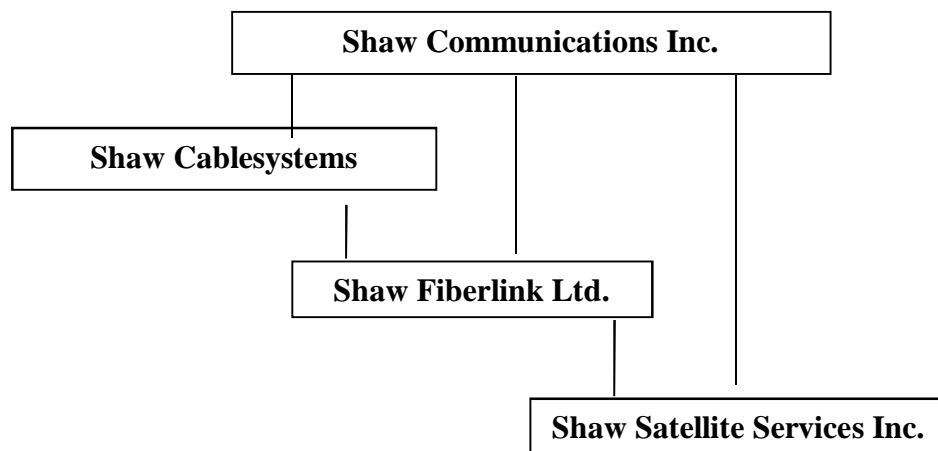 Shaw Communications Inc.
Shaw Cablesystems
Shaw Fiberlink Ltd.
Shaw Satellite Services Inc.